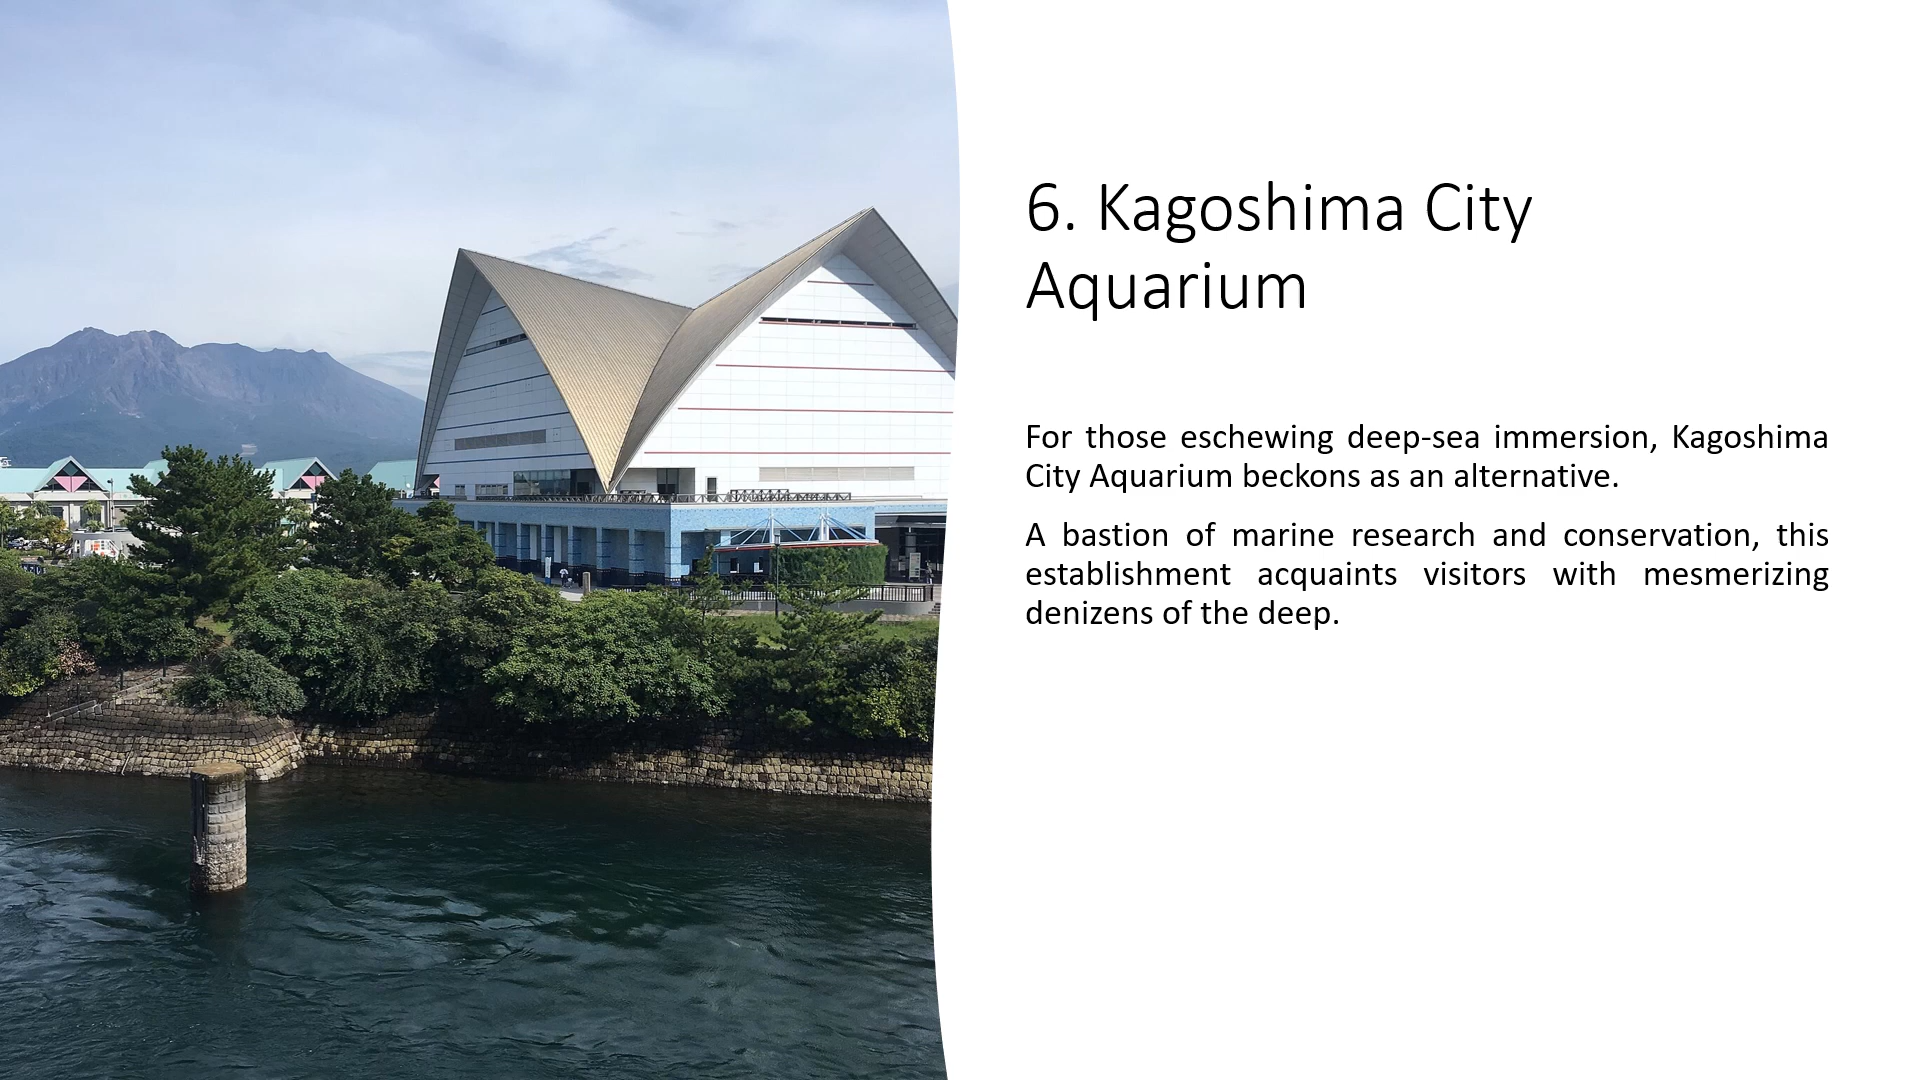 6. Kagoshima City
Aquarium
For those eschewing deep-sea immersion, Kagoshima
City Aquarium beckons as an alternative.
A bastion of marine research and conservation, this
establishment acquaints visitors with mesmerizing
denizens of the deep.